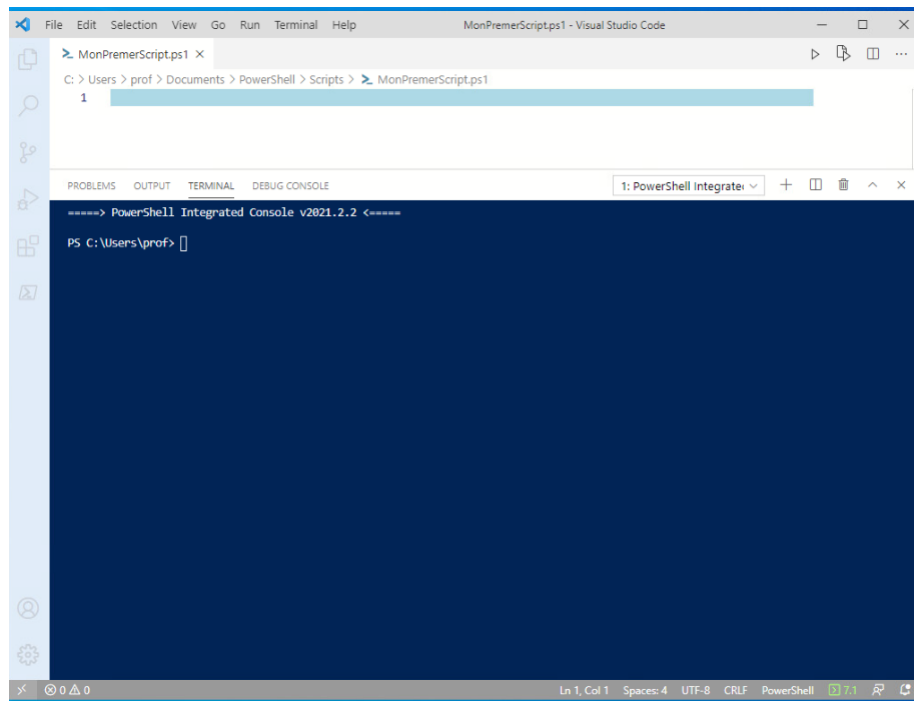 File Edit Selection View Go Run Terminal Help MonPremerScript.ps1 - Visual Studio Code
MonPremerScript.ps1
C: > Users > prof > Documents > PowerShell > Scripts > MonPremerScript.ps1
1
PROBLEMS OUTPUT TERMINAL DEBUG CONSOLE 1: PowerShell Integrate
=====> PowerShell Integrated Console v2021.2.2 <=====
PS C:\Users\prof>
0 0 Ln 1, Col 1 Spaces: 4 UTF-8 CRLF PowerShell 7.1